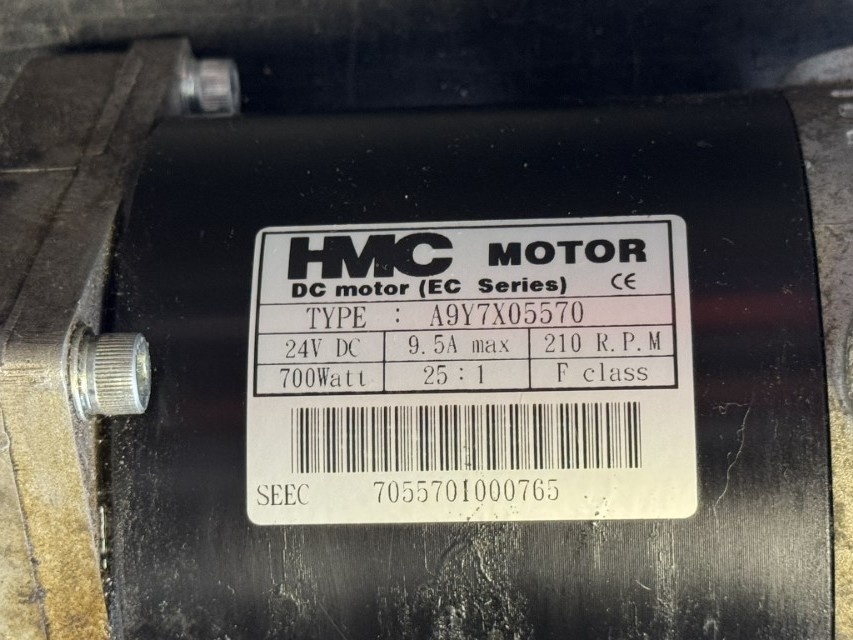 HMC MOTOR
DC motor (EC Series) CE
TYPE : A9Y7X05570
24V DC 9.5A max 210 R.P.M
700Watt 25:1 F class
SEEC 7055701000765